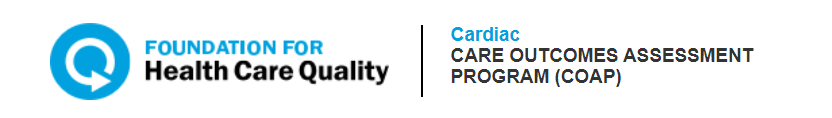 FOUNDATION FOR
Health Care Quality
Cardiac
CARE OUTCOMES ASSESSMENT
PROGRAM (COAP)